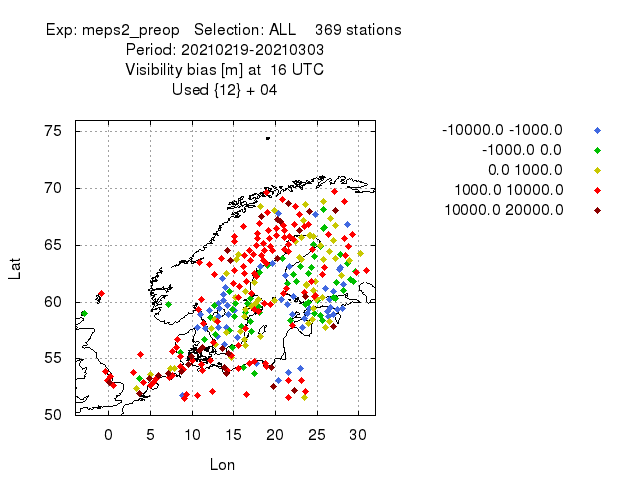 Exp: meps2_preop   Selection: ALL    369 stations
Period: 20210219-20210303
Visibility bias [m] at  16 UTC
Used {12} + 04
-10000.0 -1000.0
-1000.0 0.0
0.0 1000.0
1000.0 10000.0
10000.0 20000.0
75
70
65
60
55
50
Lat
0 5 10 15 20 25 30
Lon